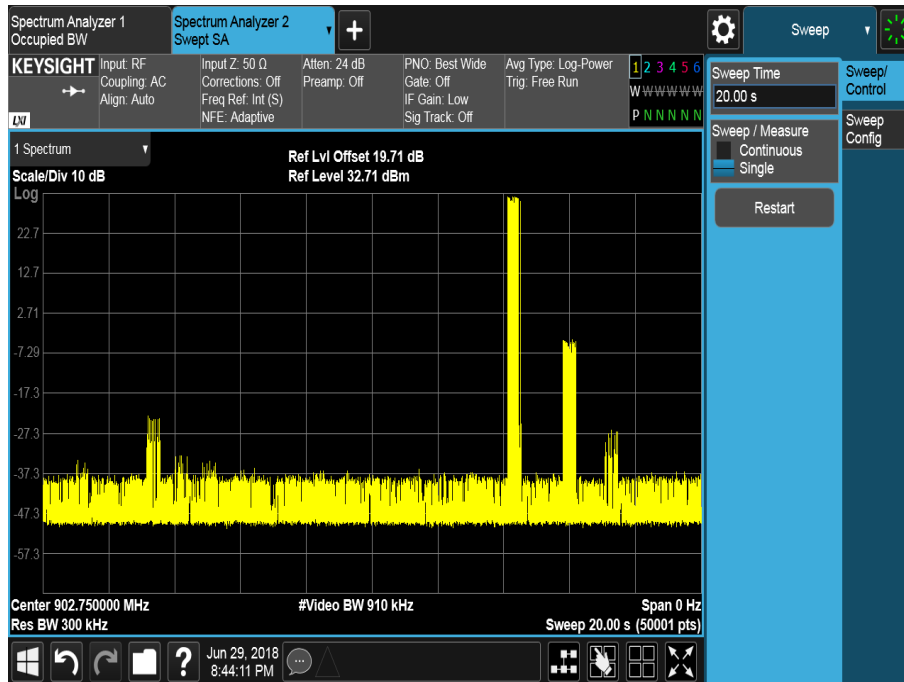 Spectrum Analyzer 1
Occupied BW
Spectrum Analyzer 2
Swept SA
Sweep
KEYSIGHT
LXI
Input: RF
Coupling: AC
Align: Auto
Input Z: 50 Ω
Corrections: Off
Freq Ref: Int (S)
NFE: Adaptive
Atten: 24 dB
Preamp: Off
PNO: Best Wide
Gate: Off
IF Gain: Low
Sig Track: Off
Avg Type: Log-Power
Trig: Free Run
1 2 3 4 5 6
W W W W W W
P N N N N N
1 Spectrum
Scale/Div 10 dB
Ref Lvl Offset 19.71 dB
Ref Level 32.71 dBm
Log
22.7
12.7
2.71
-7.29
-17.3
-27.3
-37.3
-47.3
-57.3
Center 902.750000 MHz
#Video BW 910 kHz
Span 0 Hz
Res BW 300 kHz
Sweep 20.00 s (50001 pts)
Sweep Time
20.00 s
Sweep / Measure
Continuous
Single
Restart
Sweep/
Control
Sweep
Config
?
Jun 29, 2018
8:44:11 PM